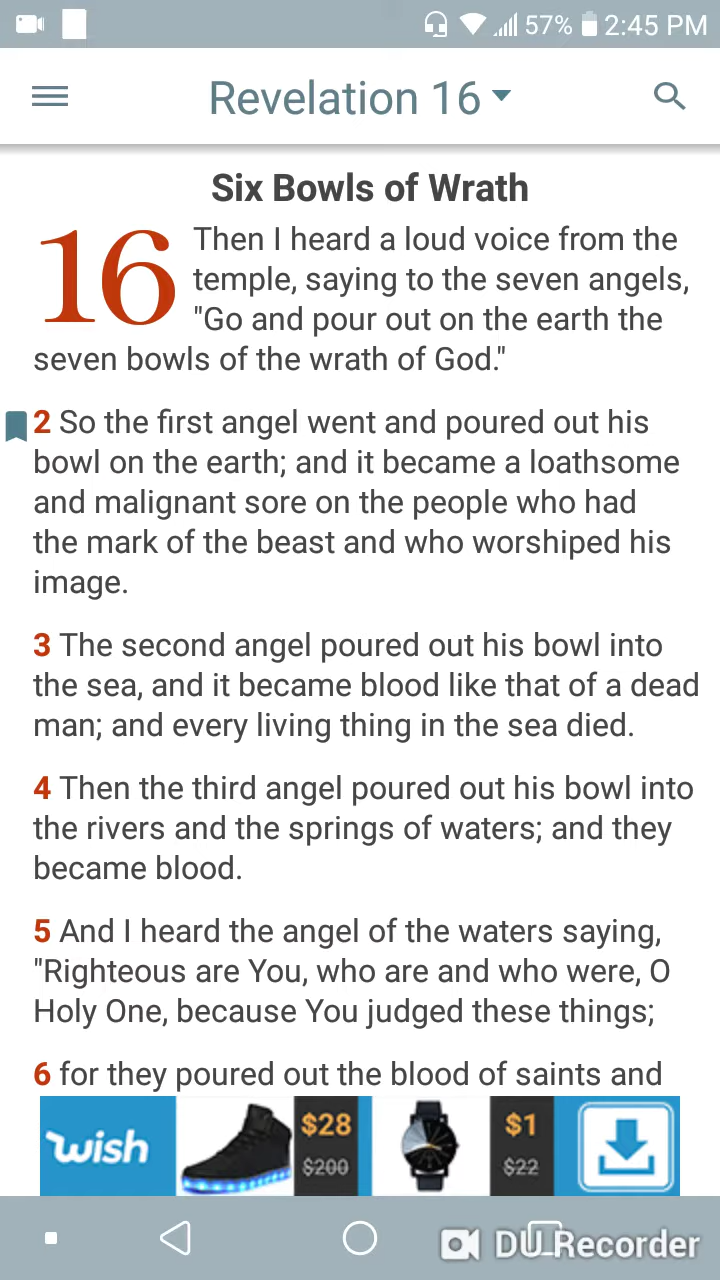 57% 2:45 PM
Revelation 16
Six Bowls of Wrath
16 Then I heard a loud voice from the
temple, saying to the seven angels,
"Go and pour out on the earth the
seven bowls of the wrath of God."
2 So the first angel went and poured out his
bowl on the earth; and it became a loathsome
and malignant sore on the people who had
the mark of the beast and who worshiped his
image.
3 The second angel poured out his bowl into
the sea, and it became blood like that of a dead
man; and every living thing in the sea died.
4 Then the third angel poured out his bowl into
the rivers and the springs of waters; and they
became blood.
5 And I heard the angel of the waters saying,
"Righteous are You, who are and who were, O
Holy One, because You judged these things;
6 for they poured out the blood of saints and
wish $28 $1
$200 $22
DU Recorder